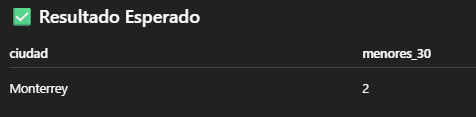 ✅ Resultado Esperado
ciudad menores_30
Monterrey 2